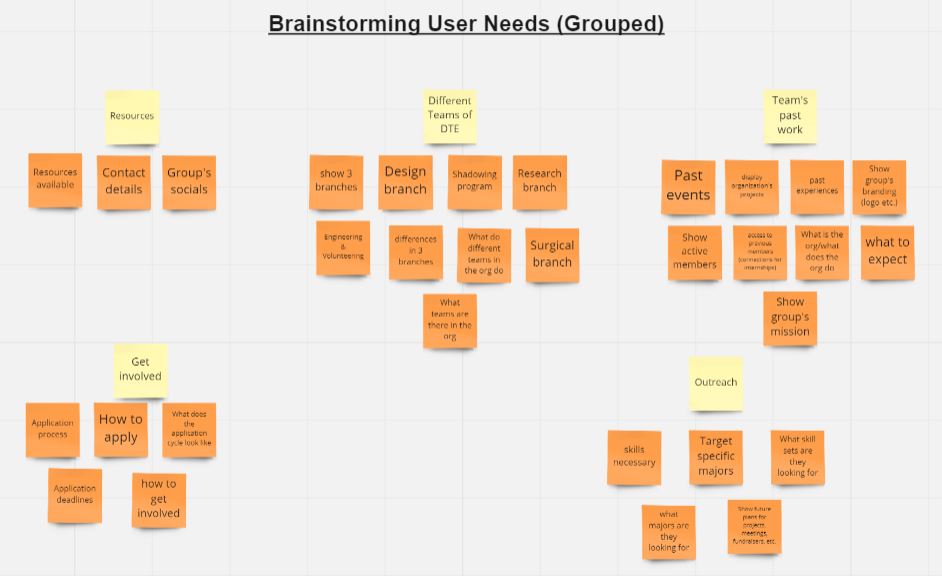 Brainstorming User Needs (Grouped)
Resources
Resources
available
Contact
details
Group's
socials
Different
Teams of
DTE
show 3
branches
Design
branch
Shadowing
program
Research
branch
Engineering
&
Volunteering
differences
in 3
branches
What do
different
teams in
the org do
Surgical
branch
What
teams are
there in the
org
Team's
past
work
Past
events
display
organization's
projects
past
experiences
Show
group's
branding
(logo etc.)
Show
active
members
access to
previous
members
(connections for
internships)
What is the
org/what
does the
org do
what to
expect
Show
group's
mission
Get
involved
Application
process
How to
apply
What does
the
application
cycle look like
Application
deadlines
how to
get
involved
Outreach
skills
necessary
Target
specific
majors
What skill
sets are
they
looking for
what
majors are
they
looking for
Show future
plans for
projects,
meetings,
fundraisers, etc.